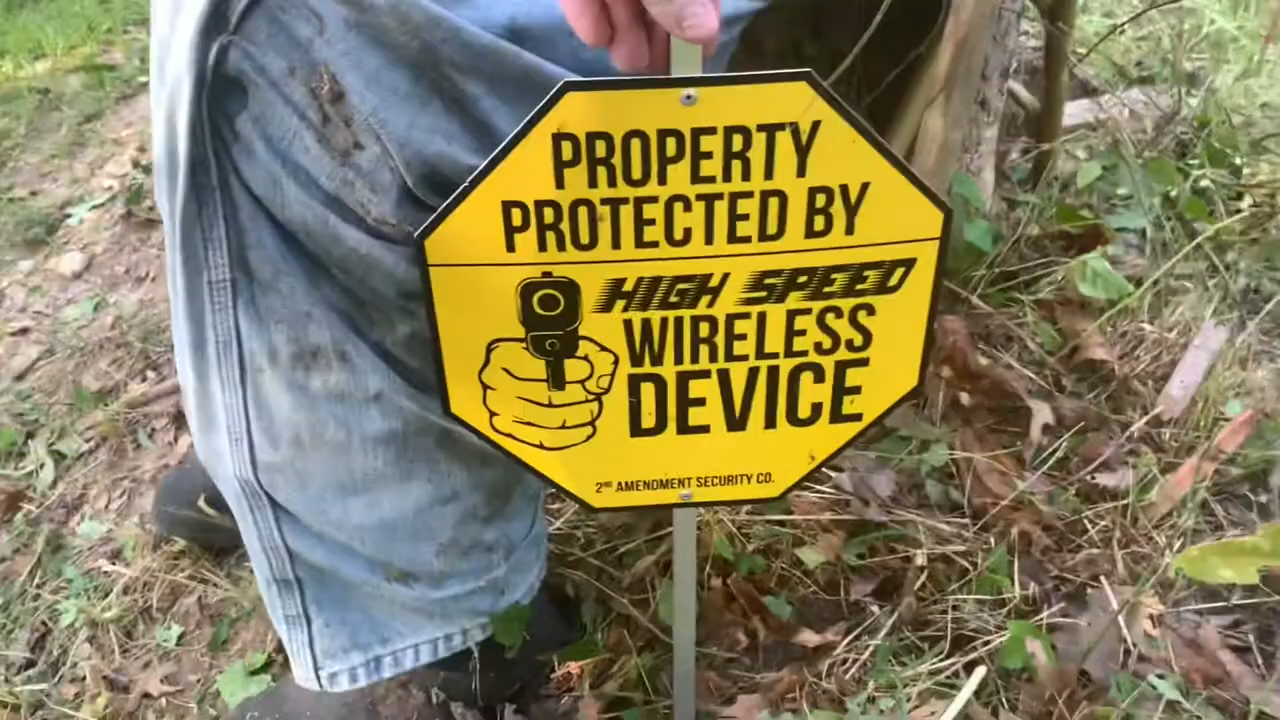 PROPERTY
PROTECTED BY
HIGH SPEED
WIRELESS
DEVICE
2ND AMENDMENT SECURITY CO.